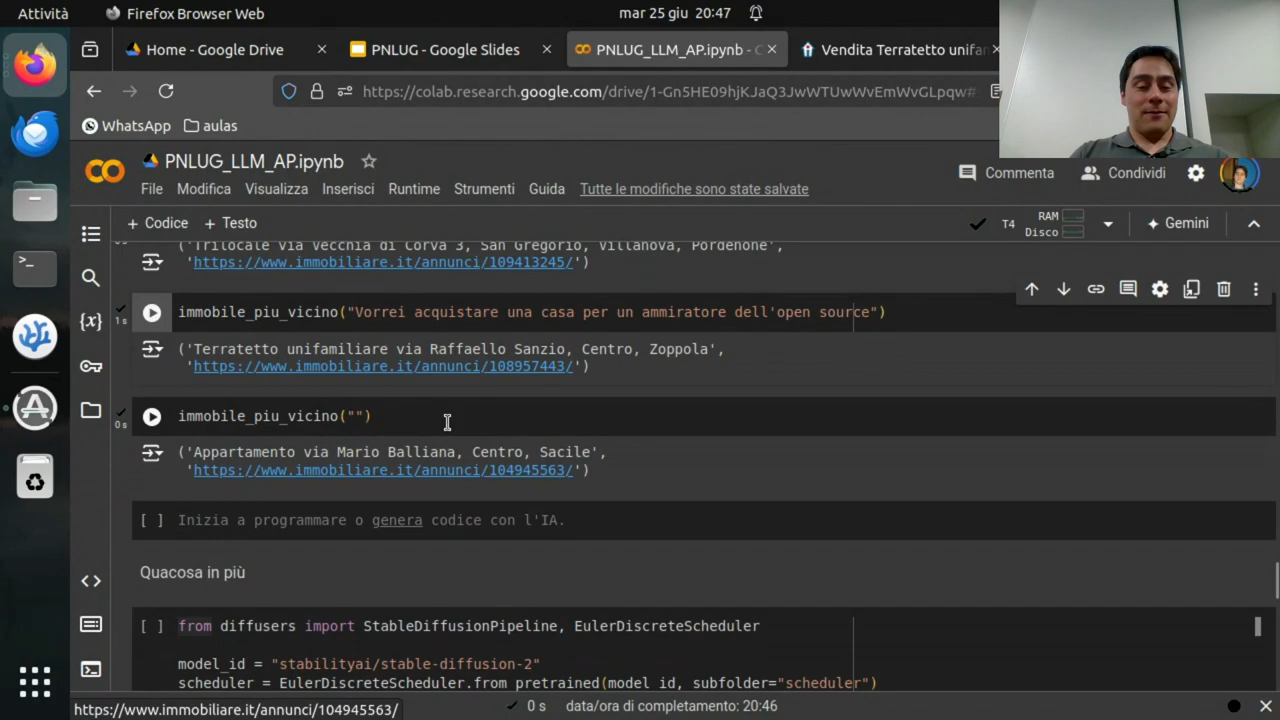 Attività
Firefox Browser Web
mar 25 giu 20:47
Home - Google Drive
PNLUG - Google Slides
PNLUG_LLM_AP.ipynb - C
Vendita Terratetto unifa
https://colab.research.google.com/drive/1-Gn5HE09hjKJaQ3JwWTUwWvEmWvGLpqw#
WhatsApp
aulas
PNLUG_LLM_AP.ipynb
Commenta
Condividi
File Modifica Visualizza Inserisci Runtime Strumenti Guida Tutte le modifiche sono state salvate
+ Codice + Testo
T4
RAM
Disco
Gemini
('Trilocale via Vecchia di Corva 3, San Gregorio, Villanova, Pordenone',
'https://www.immobiliare.it/annunci/109413245/')
immobile_piu_vicino("Vorrei acquistare una casa per un ammiratore dell'open source")
1s
('Terratetto unifamiliare via Raffaello Sanzio, Centro, Zoppola',
'https://www.immobiliare.it/annunci/108957443/')
immobile_piu_vicino("")
0s
('Appartamento via Mario Balliana, Centro, Sacile',
'https://www.immobiliare.it/annunci/104945563/')
[ ] Inizia a programmare o genera codice con l'IA.
Quacosa in più
[ ] from diffusers import StableDiffusionPipeline, EulerDiscreteScheduler
model_id = "stabilityai/stable-diffusion-2"
scheduler = EulerDiscreteScheduler.from_pretrained(model_id, subfolder="scheduler")
https://www.immobiliare.it/annunci/104945563/
0 s data/ora di completamento: 20:46